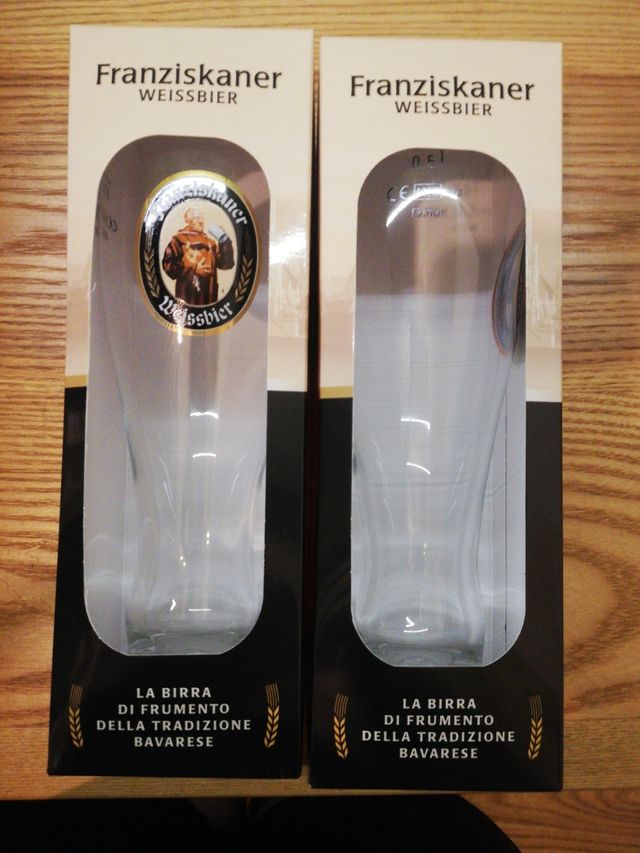 Franziskaner
WEISSBIER
Franziskaner
Weissbier
LA BIRRA
DI FRUMENTO
DELLA TRADIZIONE
BAVARESE
Franziskaner
WEISSBIER
0,5 l
CE
LA BIRRA
DI FRUMENTO
DELLA TRADIZIONE
BAVARESE